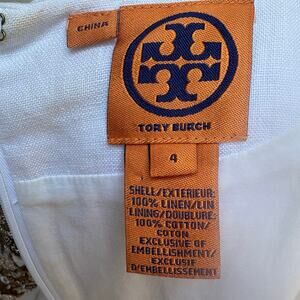 CHINA
TORY BURCH
4
SHELL/EXTERIEUR:
100% LINEN/LIN
LINING/DOUBLURE:
100% COTTON/
COTON
EXCLUSIVE OF
EMBELLISHMENT/
EXCLUSIF
D'EMBELLISSEMENT